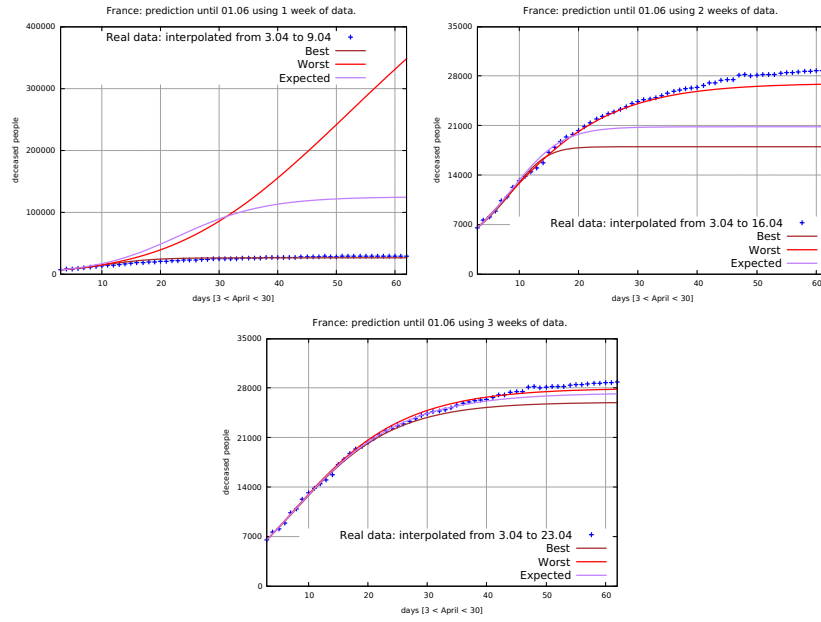 France: prediction until 01.06 using 1 week of data.
400000
300000
200000
100000
0
deceased people
Real data: interpolated from 3.04 to 9.04
Best
Worst
Expected
10 20 30 40 50 60
days [3 < April < 30]
France: prediction until 01.06 using 2 weeks of data.
35000
28000
21000
14000
7000
0
deceased people
Real data: interpolated from 3.04 to 16.04
Best
Worst
Expected
10 20 30 40 50 60
days [3 < April < 30]
France: prediction until 01.06 using 3 weeks of data.
35000
28000
21000
14000
7000
0
deceased people
Real data: interpolated from 3.04 to 23.04
Best
Worst
Expected
10 20 30 40 50 60
days [3 < April < 30]